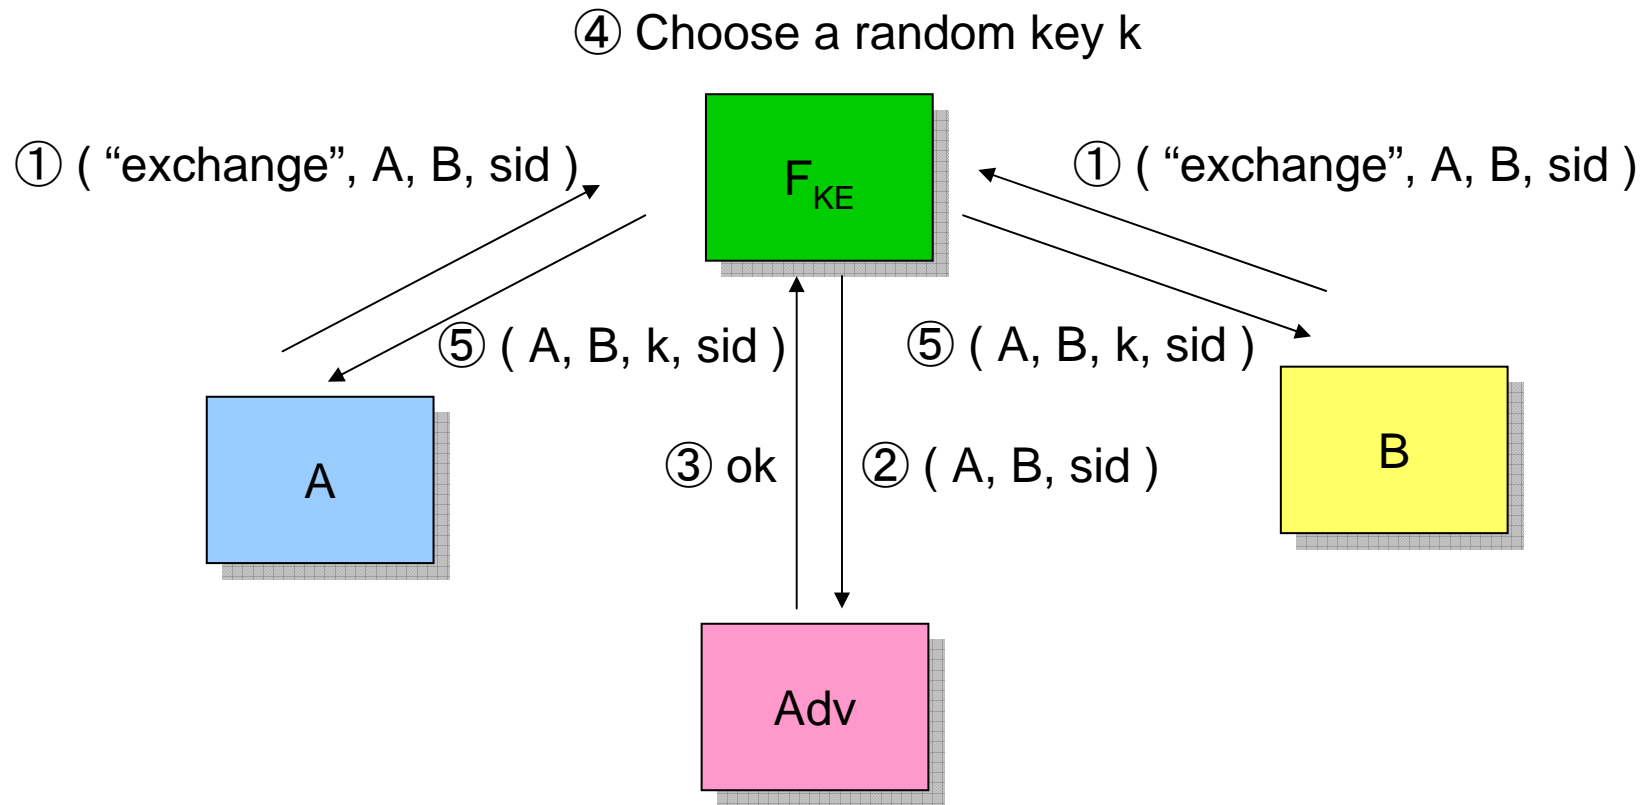 ④ Choose a random key k
① ( “exchange”, A, B, sid )
① ( “exchange”, A, B, sid )
F_KE
⑤ ( A, B, k, sid )
⑤ ( A, B, k, sid )
A
③ ok
② ( A, B, sid )
B
Adv